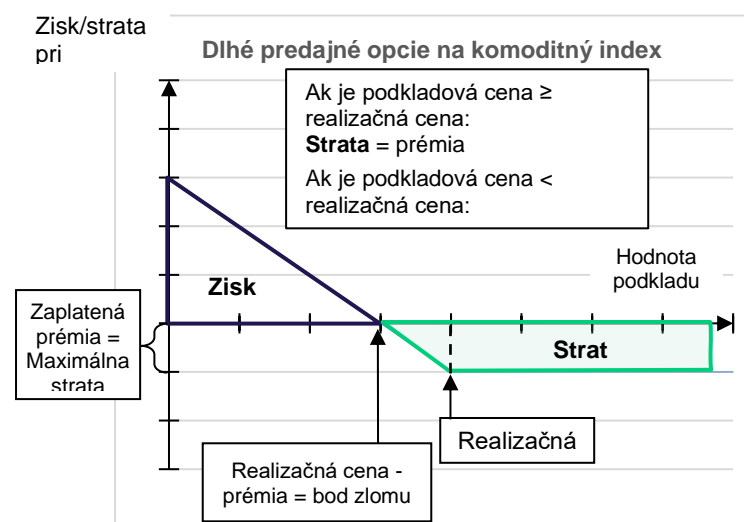 Zisk/strata
pri
Dlhé predajné opcie na komoditný index
Ak je podkladová cena ≥
realizačná cena:
Strata = prémia
Ak je podkladová cena <
realizačná cena:
Hodnota
podkladu
Zisk
Zaplatená
prémia =
Maximálna
strata
Strat
Realizačná
Realizačná cena -
prémia = bod zlomu